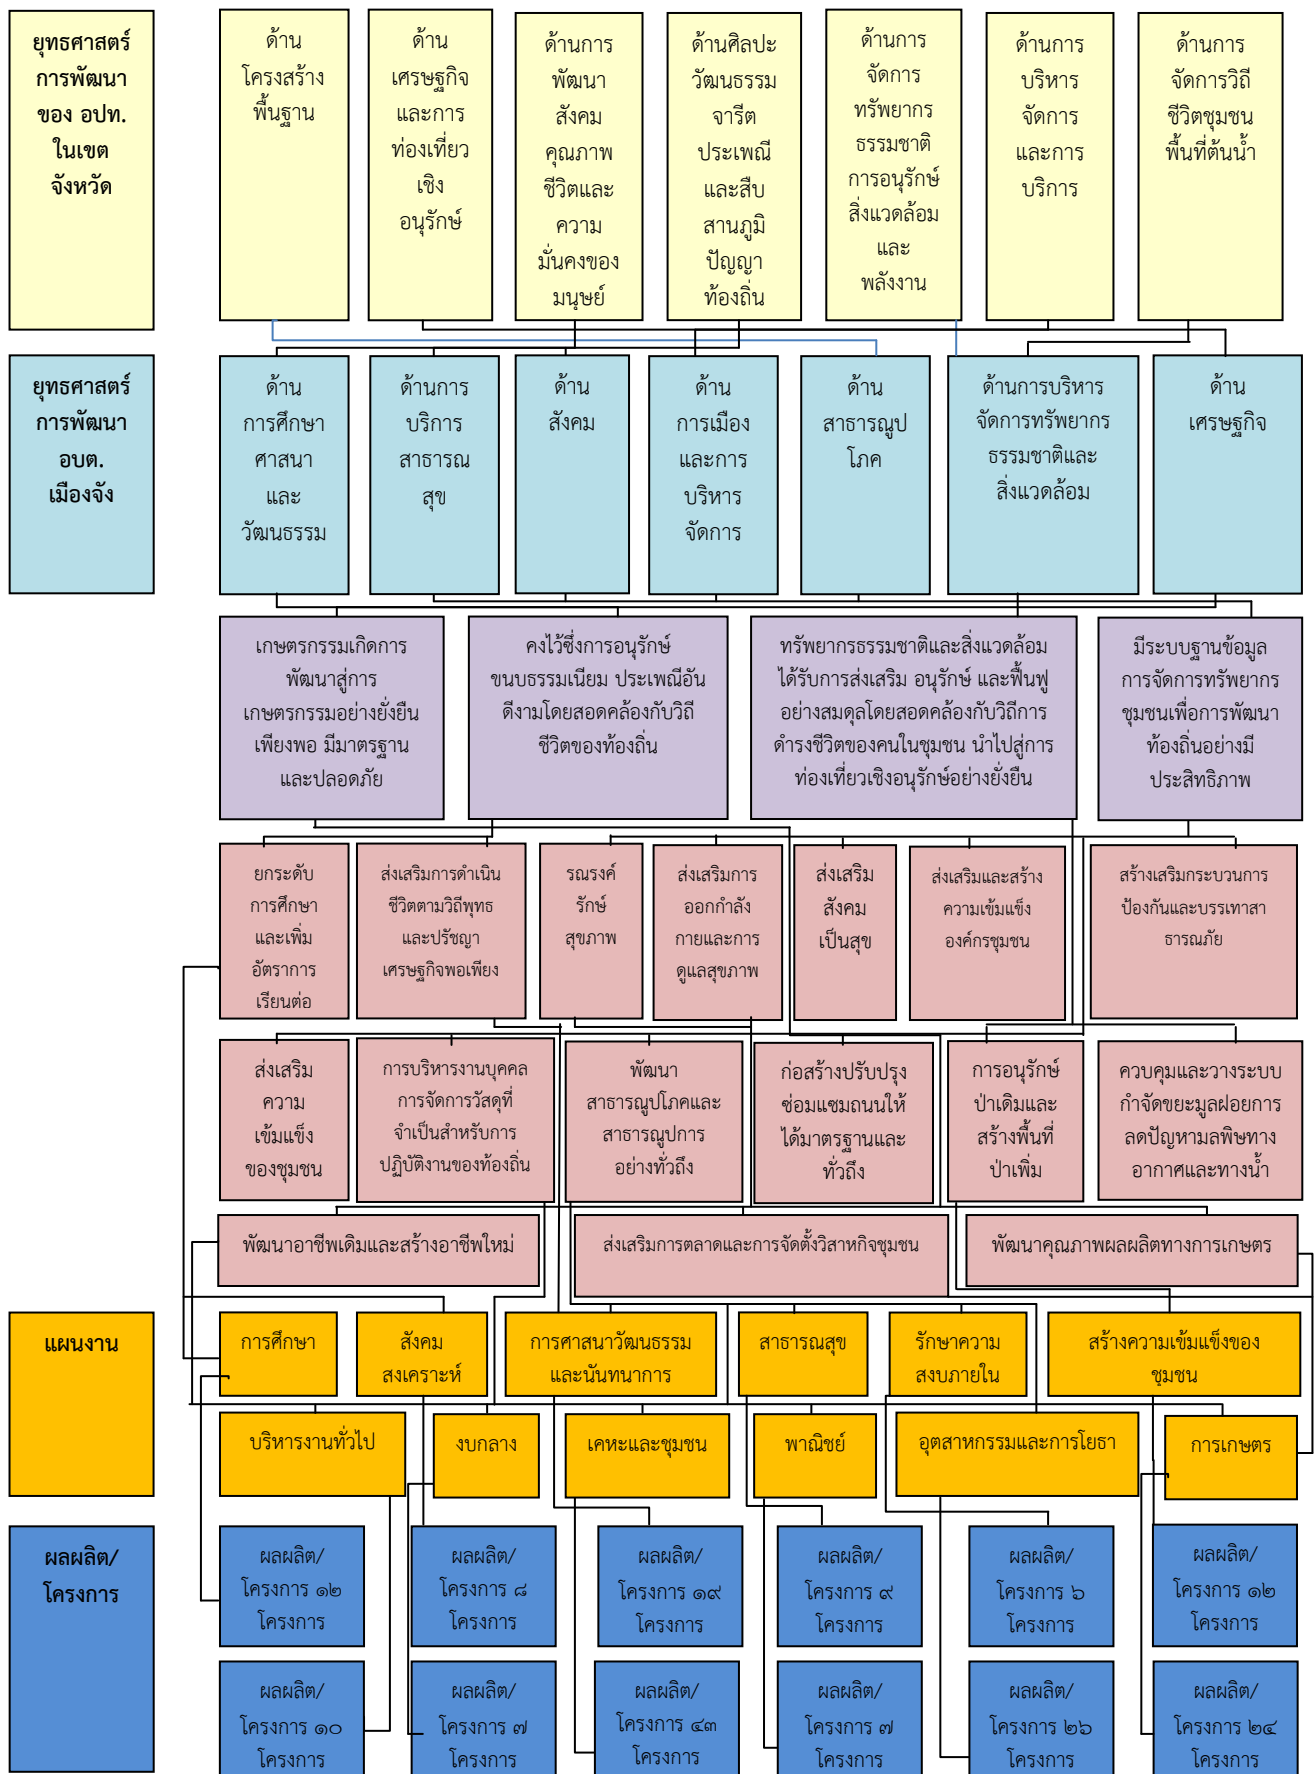 ยุทธศาสตร์
การพัฒนา
ของ อปท.
ในเขต
จังหวัด
ด้าน
โครงสร้าง
พื้นฐาน
ด้าน
เศรษฐกิจ
และการ
ท่องเที่ยว
เชิง
อนุรักษ์
ด้านการ
พัฒนา
สังคม
คุณภาพ
ชีวิตและ
ความ
มั่นคงของ
มนุษย์
ด้านศิลปะ
วัฒนธรรม
จารีต
ประเพณี
และสืบ
สานภูมิ
ปัญญา
ท้องถิ่น
ด้านการ
จัดการ
ทรัพยากร
ธรรมชาติ
การอนุรักษ์
สิ่งแวดล้อม
และ
พลังงาน
ด้านการ
บริหาร
จัดการ
และการ
บริการ
ด้านการ
จัดการวิถี
ชีวิตชุมชน
พื้นที่ต้นน้ำ
ยุทธศาสตร์
การพัฒนา
อบต.
เมืองจัง
ด้าน
การศึกษา
ศาสนา
และ
วัฒนธรรม
ด้านการ
บริการ
สาธารณ
สุข
ด้าน
สังคม
ด้าน
การเมือง
และการ
บริหาร
จัดการ
ด้าน
สาธารณูป
โภค
ด้านการบริหาร
จัดการทรัพยากร
ธรรมชาติและ
สิ่งแวดล้อม
ด้าน
เศรษฐกิจ
เกษตรกรรมเกิดการ
พัฒนาสู่การ
เกษตรกรรมอย่างยั่งยืน
เพียงพอ มีมาตรฐาน
และปลอดภัย
คงไว้ซึ่งการอนุรักษ์
ขนบธรรมเนียม ประเพณีอัน
ดีงามโดยสอดคล้องกับวิถี
ชีวิตของท้องถิ่น
ทรัพยากรธรรมชาติและสิ่งแวดล้อม
ได้รับการส่งเสริม อนุรักษ์ และฟื้นฟู
อย่างสมดุลโดยสอดคล้องกับวิถีการ
ดำรงชีวิตของคนในชุมชน นำไปสู่การ
ท่องเที่ยวเชิงอนุรักษ์อย่างยั่งยืน
มีระบบฐานข้อมูล
การจัดการทรัพยากร
ชุมชนเพื่อการพัฒนา
ท้องถิ่นอย่างมี
ประสิทธิภาพ
ยกระดับ
การศึกษา
และเพิ่ม
อัตราการ
เรียนต่อ
ส่งเสริมการดำเนิน
ชีวิตตามวิถีพุทธ
และปรัชญา
เศรษฐกิจพอเพียง
รณรงค์
รักษ์
สุขภาพ
ส่งเสริมการ
ออกกำลัง
กายและการ
ดูแลสุขภาพ
ส่งเสริม
สังคม
เป็นสุข
ส่งเสริมและสร้าง
ความเข้มแข็ง
องค์กรชุมชน
สร้างเสริมกระบวนการ
ป้องกันและบรรเทาสา
ธารณภัย
ส่งเสริม
ความ
เข้มแข็ง
ของชุมชน
การบริหารงานบุคคล
การจัดการวัสดุที่
จำเป็นสำหรับการ
ปฏิบัติงานของท้องถิ่น
พัฒนา
สาธารณูปโภคและ
สาธารณูปการ
อย่างทั่วถึง
ก่อสร้างปรับปรุง
ซ่อมแซมถนนให้
ได้มาตรฐานและ
ทั่วถึง
การอนุรักษ์
ป่าเดิมและ
สร้างพื้นที่
ป่าเพิ่ม
ควบคุมและวางระบบ
กำจัดขยะมูลฝอยการ
ลดปัญหามลพิษทาง
อากาศและทางน้ำ
พัฒนาอาชีพเดิมและสร้างอาชีพใหม่
ส่งเสริมการตลาดและการจัดตั้งวิสาหกิจชุมชน
พัฒนาคุณภาพผลผลิตทางการเกษตร
แผนงาน
การศึกษา
สังคม
สงเคราะห์
การศาสนาวัฒนธรรม
และนันทนาการ
สาธารณสุข
รักษาความ
สงบภายใน
สร้างความเข้มแข็งของ
ชุมชน
บริหารงานทั่วไป
งบกลาง
เคหะและชุมชน
พาณิชย์
อุตสาหกรรมและการโยธา
การเกษตร
ผลผลิต/
โครงการ
ผลผลิต/
โครงการ ๑๒
โครงการ
ผลผลิต/
โครงการ ๘
โครงการ
ผลผลิต/
โครงการ ๑๙
โครงการ
ผลผลิต/
โครงการ ๙
โครงการ
ผลผลิต/
โครงการ ๖
โครงการ
ผลผลิต/
โครงการ ๑๒
โครงการ
ผลผลิต/
โครงการ ๑๐
โครงการ
ผลผลิต/
โครงการ ๗
โครงการ
ผลผลิต/
โครงการ ๔๓
โครงการ
ผลผลิต/
โครงการ ๗
โครงการ
ผลผลิต/
โครงการ ๒๖
โครงการ
ผลผลิต/
โครงการ ๒๔
โครงการ